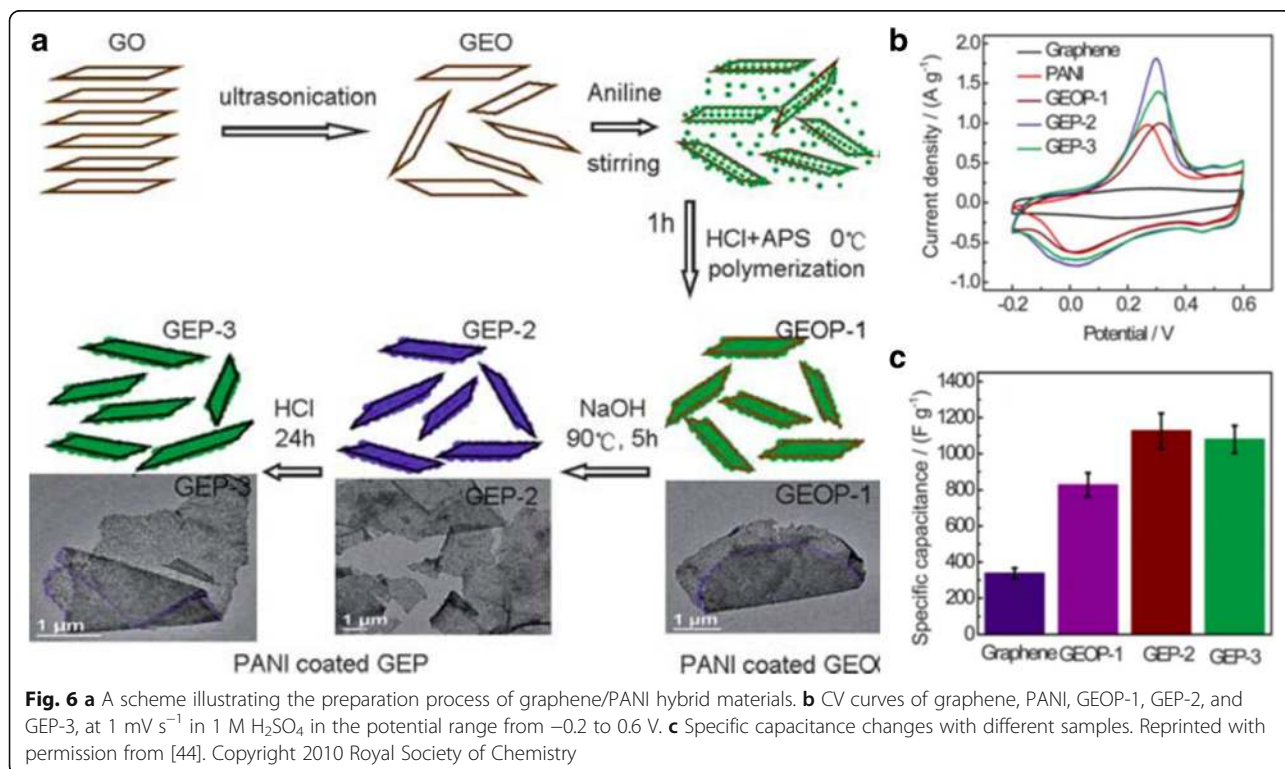 a
GO
GEO
ultrasonication
Aniline
stirring
1h
HCl+APS 0℃
polymerization
GEP-3
GEP-2
GEOP-1
HCl
24h
NaOH
90℃, 5h
GEP-3
GEP-2
GEOP-1
1 µm
1 µm
1 µm
PANI coated GEP
PANI coated GEO
b
Graphene
PANI
GEOP-1
GEP-2
GEP-3
Current density / (A g⁻¹)
2.0
1.5
1.0
0.5
0.0
-0.5
-1.0
-0.2 0.0 0.2 0.4 0.6
Potential / V
c
Specific capacitance / (F g⁻¹)
1400
1200
1000
800
600
400
200
0
Graphene GEOP-1 GEP-2 GEP-3
Fig. 6 a A scheme illustrating the preparation process of graphene/PANI hybrid materials. b CV curves of graphene, PANI, GEOP-1, GEP-2, and
GEP-3, at 1 mV s⁻¹ in 1 M H₂SO₄ in the potential range from −0.2 to 0.6 V. c Specific capacitance changes with different samples. Reprinted with
permission from [44]. Copyright 2010 Royal Society of Chemistry